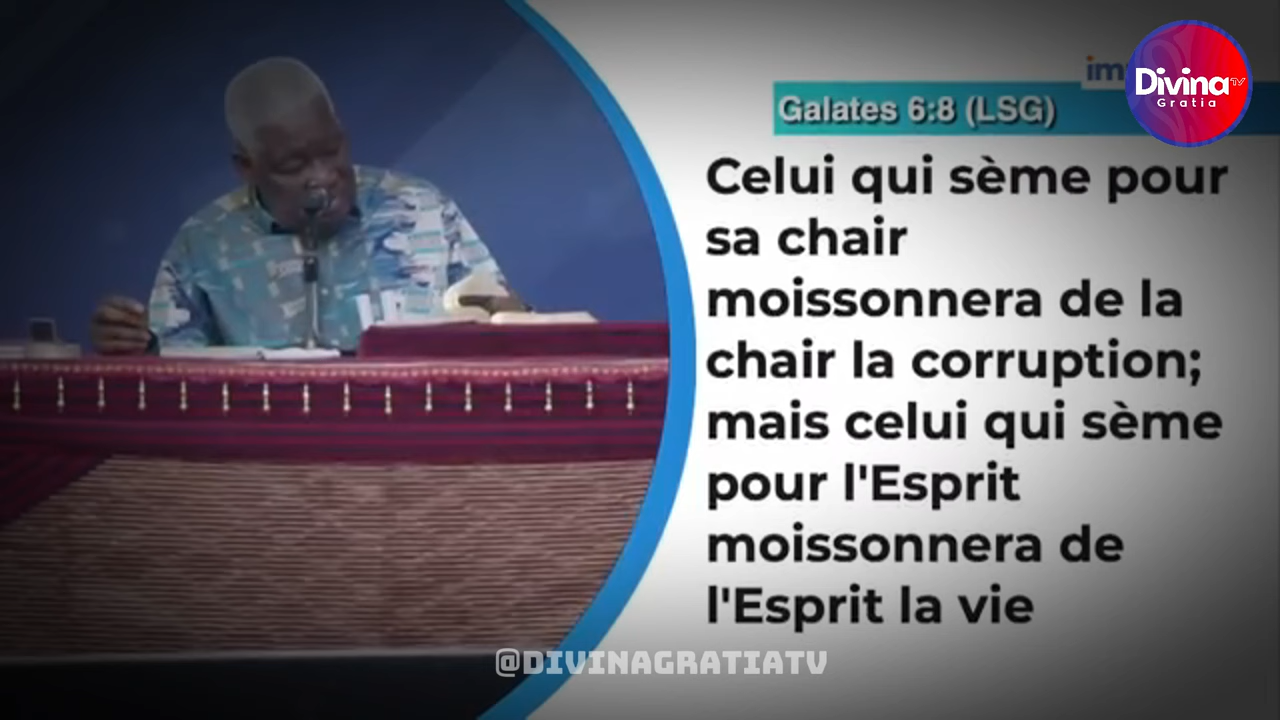 Divina TV
Gratia
Galates 6:8 (LSG)
Celui qui sème pour
sa chair
moissonnera de la
chair la corruption;
mais celui qui sème
pour l'Esprit
moissonnera de
l'Esprit la vie
@DIVINAGRATIATV